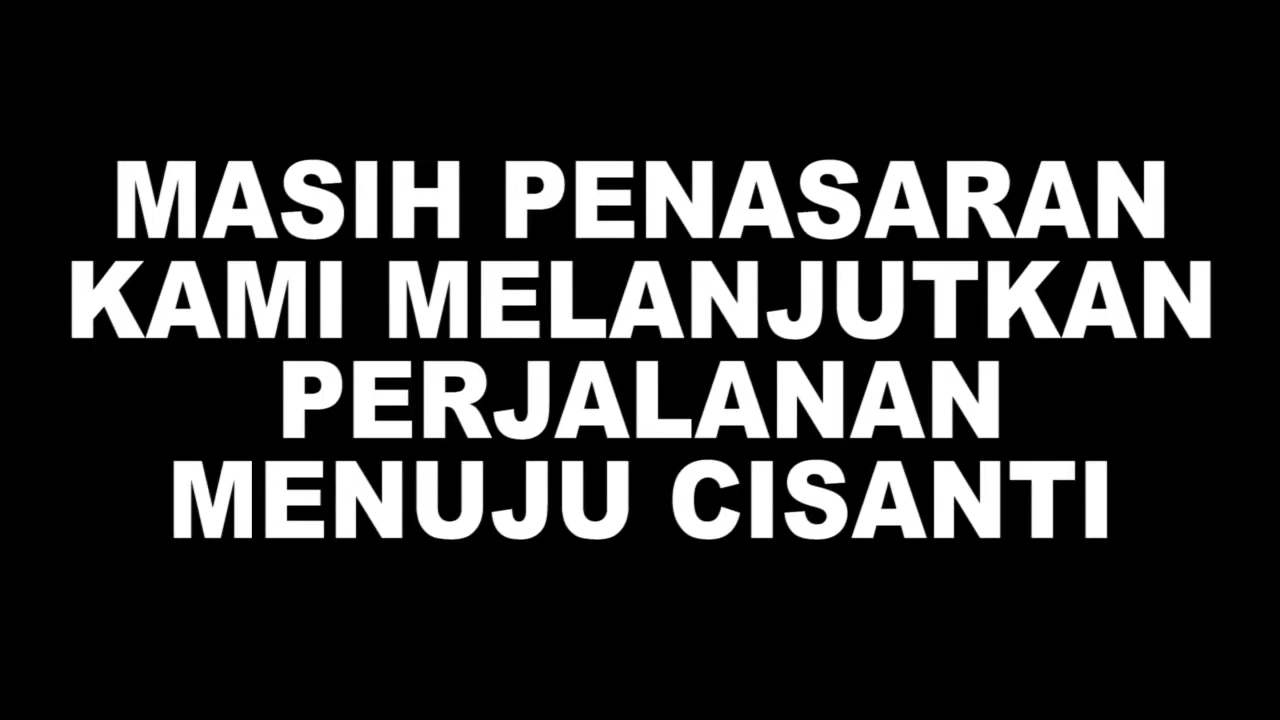 MASIH PENASARAN
KAMI MELANJUTKAN
PERJALANAN
MENUJU CISANTI